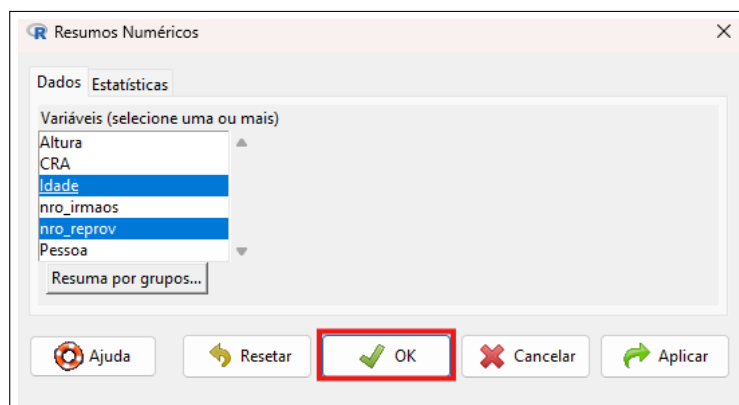 Resumos Numéricos
Dados Estatísticas
Variáveis (selecione uma ou mais)
Altura
CRA
Idade
nro_irmaos
nro_reprov
Pessoa
Resuma por grupos...
Ajuda Resetar OK Cancelar Aplicar